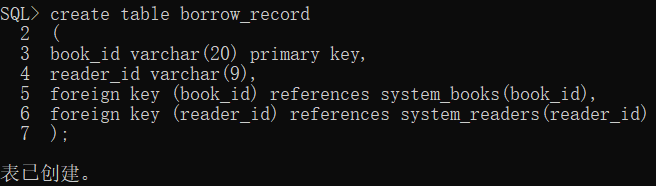 SQL> create table borrow_record
  2  (
  3  book_id varchar(20) primary key,
  4  reader_id varchar(9),
  5  foreign key (book_id) references system_books(book_id),
  6  foreign key (reader_id) references system_readers(reader_id)
  7  );
表已创建。